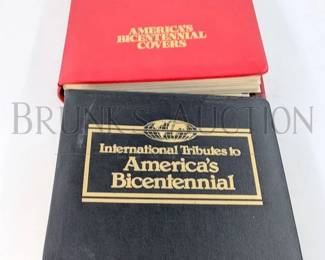 AMERICA'S
BICENTENNIAL
COVERS
BRUNK'S AUCTION
International Tributes to
America's
Bicentennial